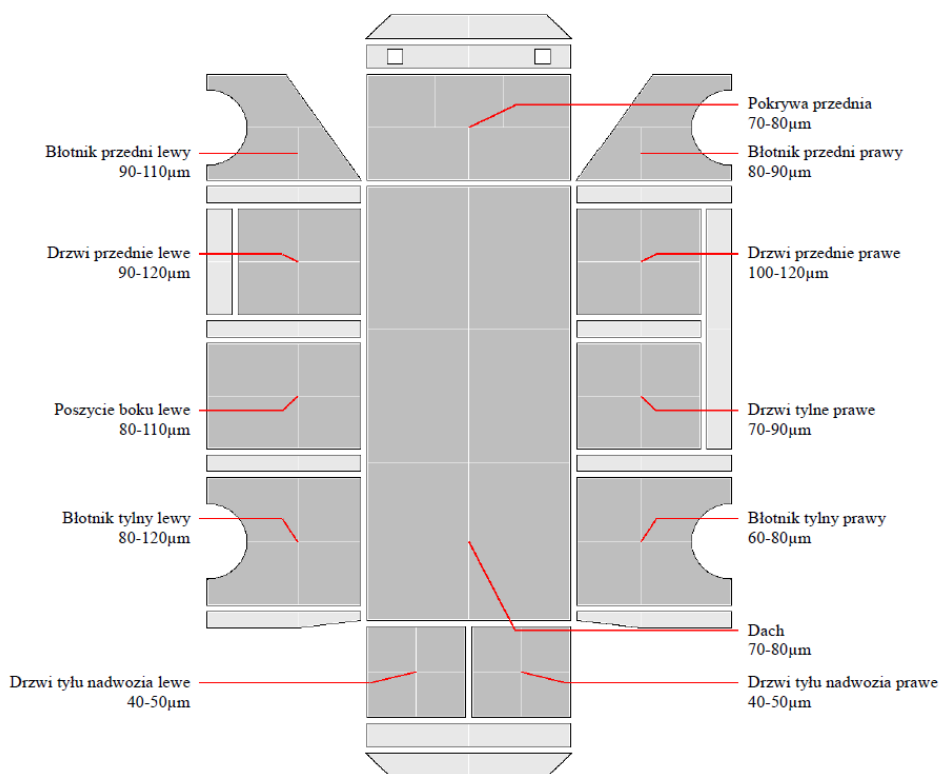 Pokrywa przednia
70-80µm
Błotnik przedni lewy
90-110µm
Błotnik przedni prawy
80-90µm
Drzwi przednie lewe
90-120µm
Drzwi przednie prawe
100-120µm
Poszycie boku lewe
80-110µm
Drzwi tylne prawe
70-90µm
Błotnik tylny lewy
80-120µm
Błotnik tylny prawy
60-80µm
Dach
70-80µm
Drzwi tyłu nadwozia lewe
40-50µm
Drzwi tyłu nadwozia prawe
40-50µm